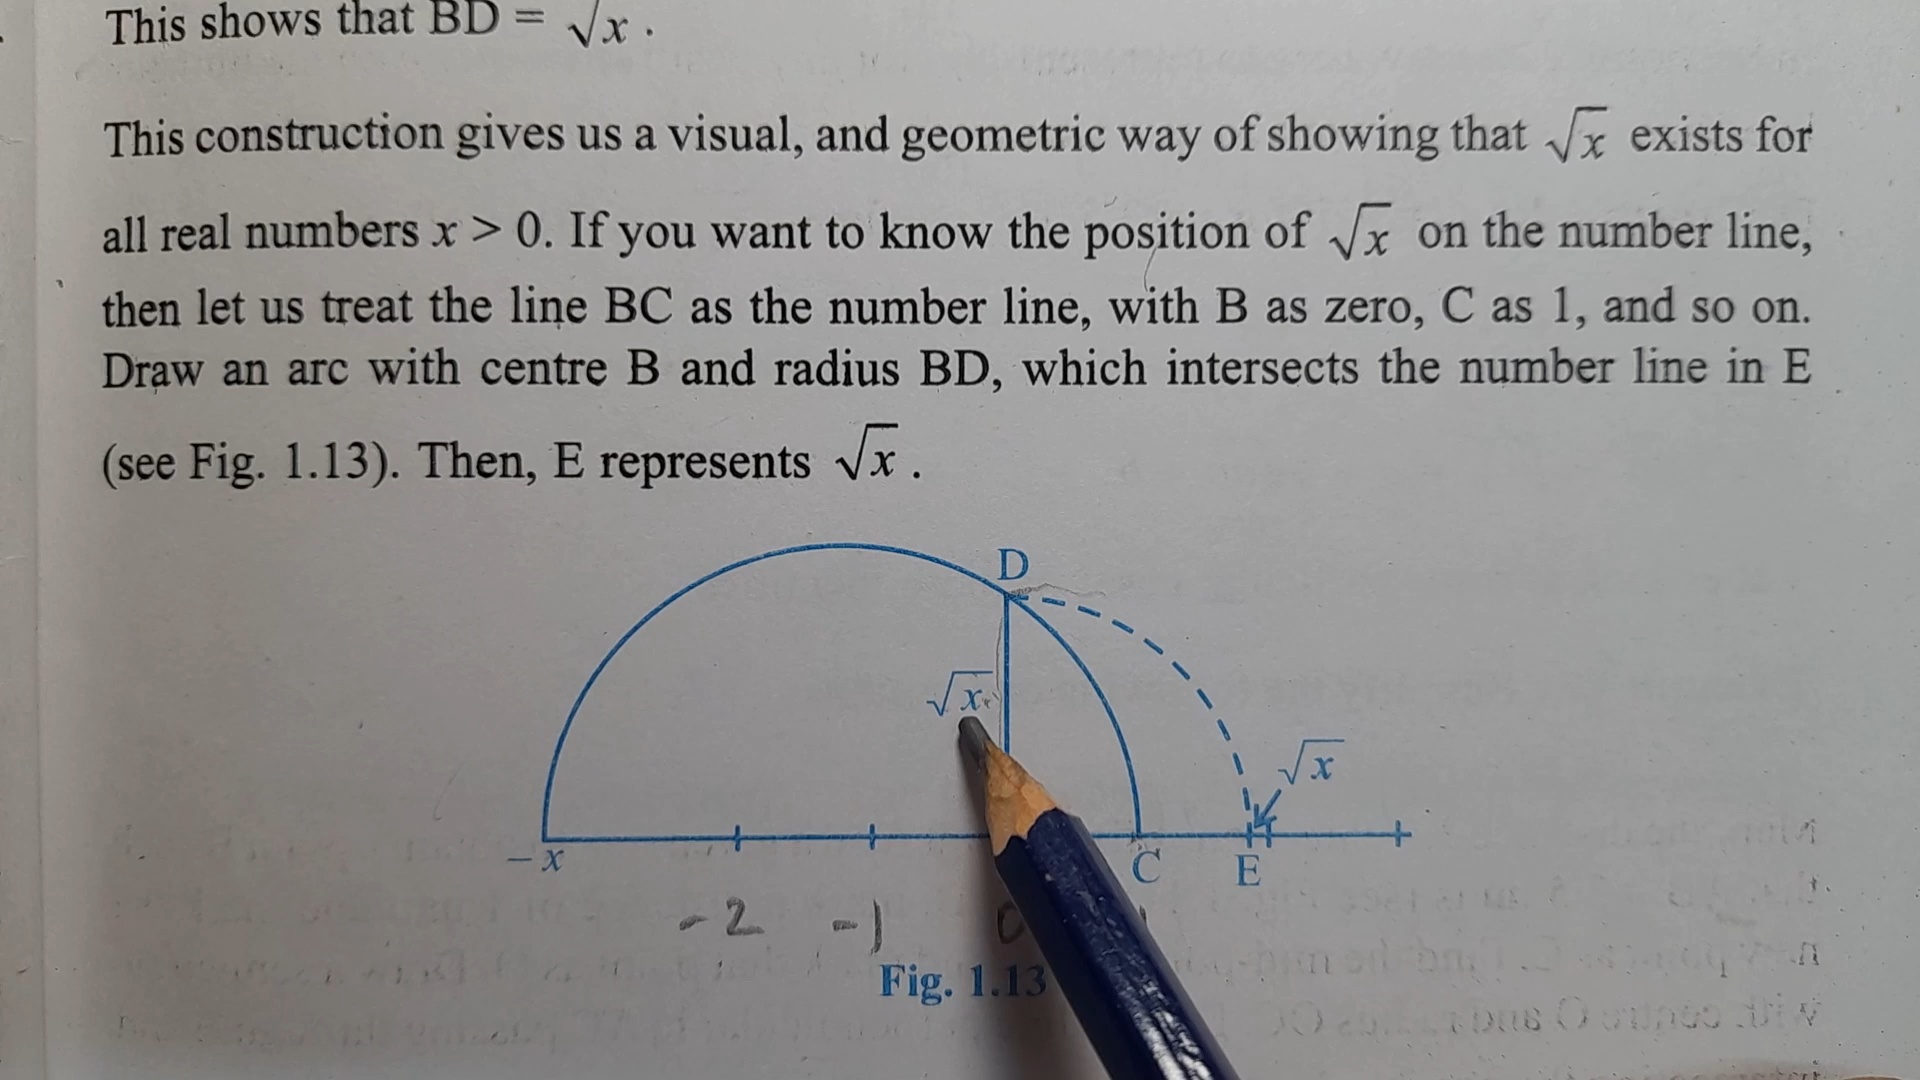 This shows that BD = √x .
This construction gives us a visual, and geometric way of showing that √x exists for
all real numbers x > 0. If you want to know the position of √x on the number line,
then let us treat the line BC as the number line, with B as zero, C as 1, and so on.
Draw an arc with centre B and radius BD, which intersects the number line in E
(see Fig. 1.13). Then, E represents √x .
D
√x
√x
– x
C
E
-2 -1 0
Fig. 1.13